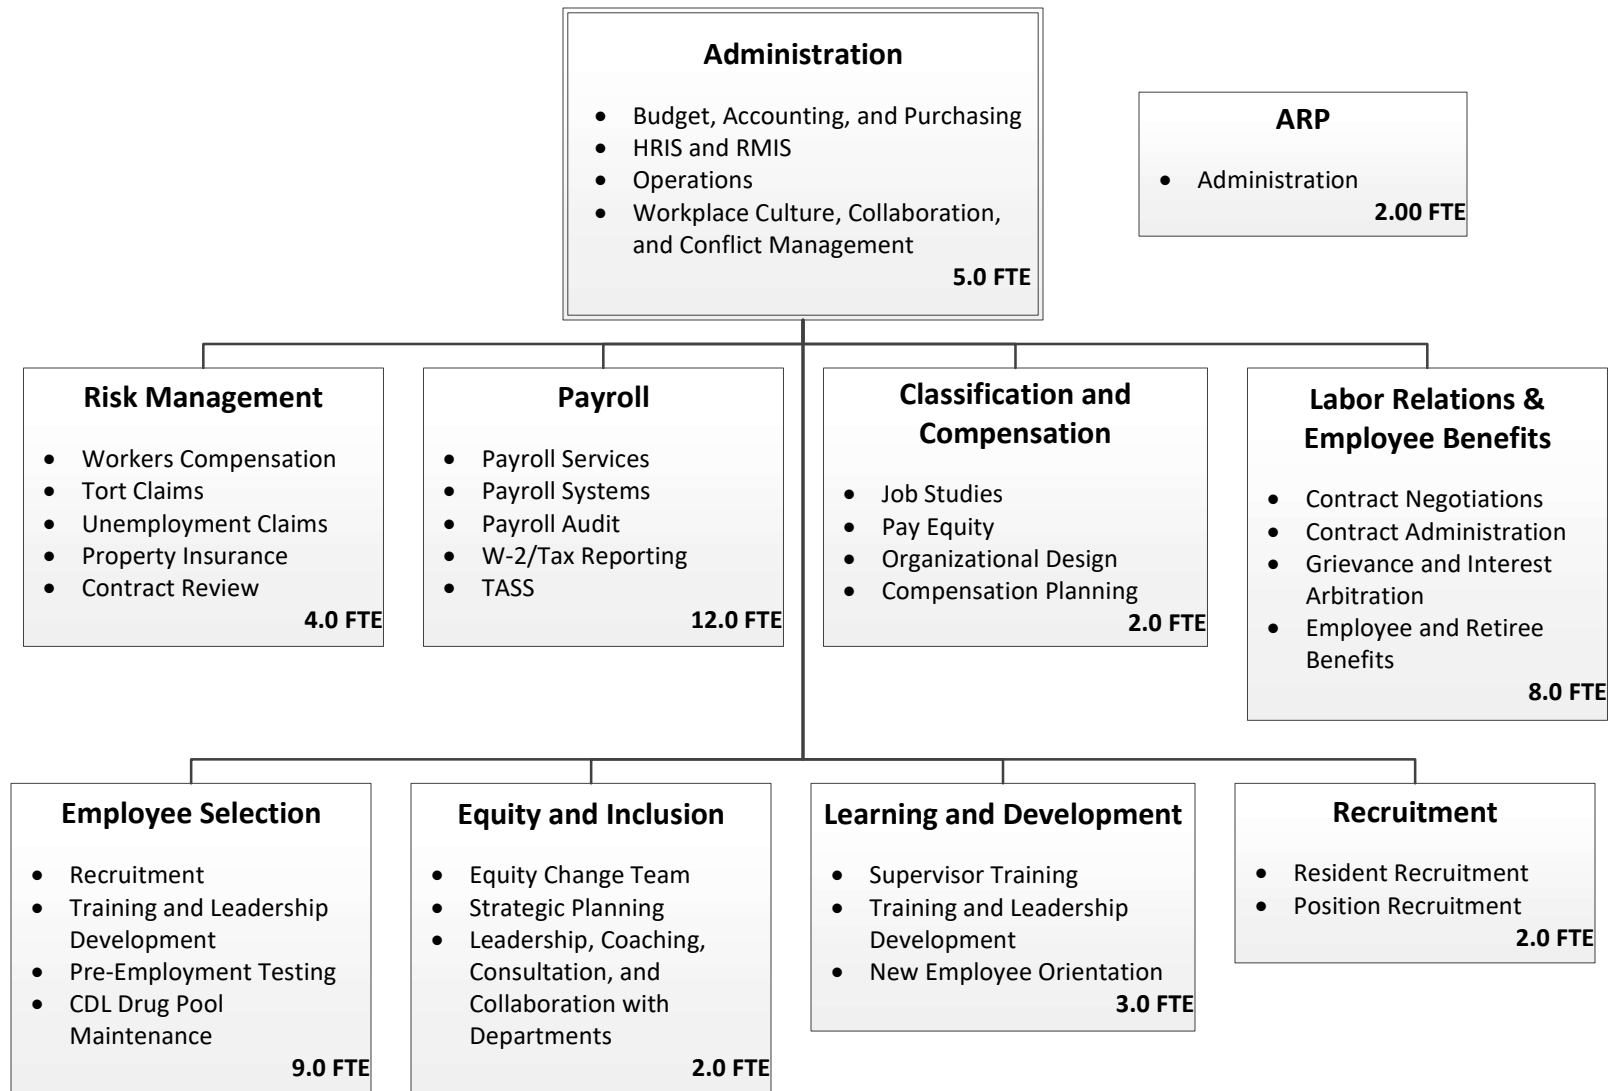 Administration
• Budget, Accounting, and Purchasing
• HRIS and RMIS
• Operations
• Workplace Culture, Collaboration,
and Conflict Management
5.0 FTE
ARP
• Administration
2.00 FTE
Risk Management
• Workers Compensation
• Tort Claims
• Unemployment Claims
• Property Insurance
• Contract Review
4.0 FTE
Payroll
• Payroll Services
• Payroll Systems
• Payroll Audit
• W-2/Tax Reporting
• TASS
12.0 FTE
Classification and
Compensation
• Job Studies
• Pay Equity
• Organizational Design
• Compensation Planning
2.0 FTE
Labor Relations &
Employee Benefits
• Contract Negotiations
• Contract Administration
• Grievance and Interest
Arbitration
• Employee and Retiree
Benefits
8.0 FTE
Employee Selection
• Recruitment
• Training and Leadership
Development
• Pre-Employment Testing
• CDL Drug Pool
Maintenance
9.0 FTE
Equity and Inclusion
• Equity Change Team
• Strategic Planning
• Leadership, Coaching,
Consultation, and
Collaboration with
Departments
2.0 FTE
Learning and Development
• Supervisor Training
• Training and Leadership
Development
• New Employee Orientation
3.0 FTE
Recruitment
• Resident Recruitment
• Position Recruitment
2.0 FTE